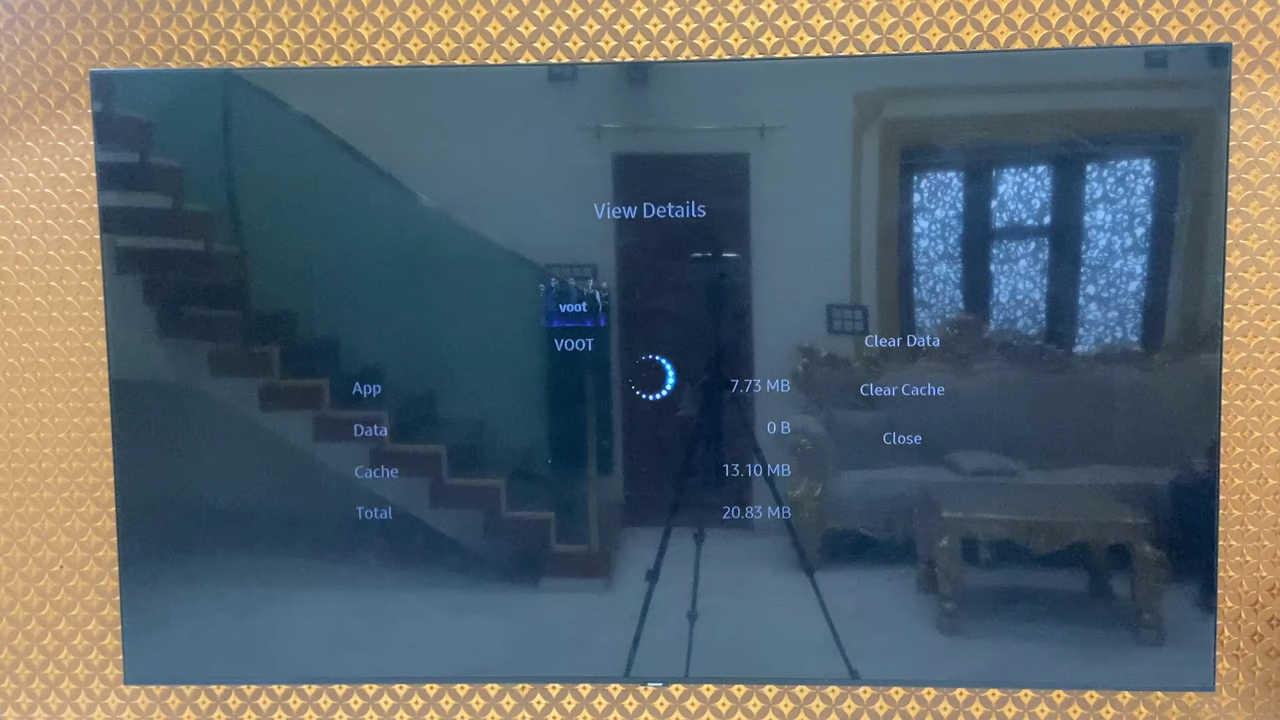 View Details
voot
VOOT
Clear Data
App 7.73 MB
Clear Cache
Data 0 B
Close
Cache 13.10 MB
Total 20.83 MB